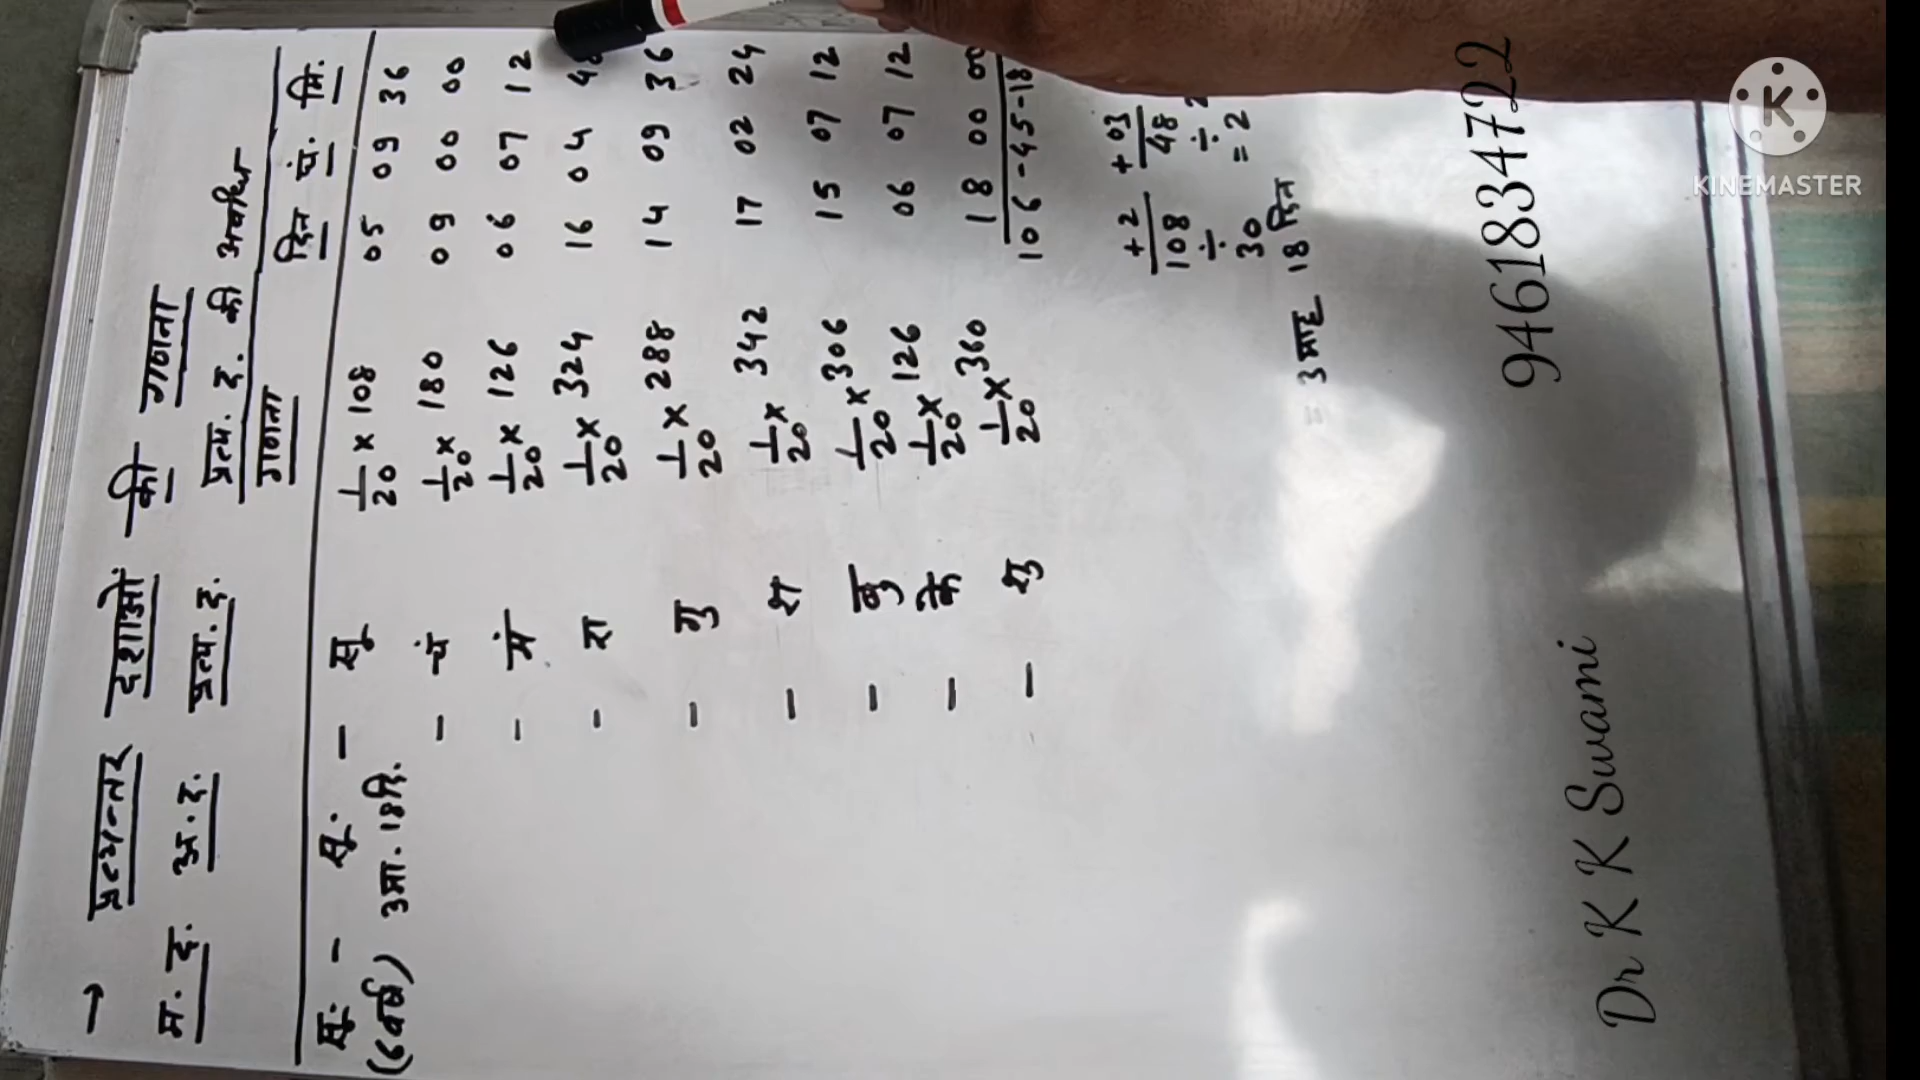 → प्रत्यन्तर दशाओं की गणना
म. द. अ. द. प्रत्य. द. प्रत्य. द. की अवधि
गणना दिन घं. मि.
सू. - सू. - सू 1/20 x 108 05 09 36
(6 वर्ष) 3मा. 18दि.
- चं 1/20 x 180 09 00 00
- मं 1/20 x 126 06 07 12
- रा 1/20 x 324 16 04 48
- गु 1/20 x 288 14 09 36
- श 1/20 x 342 17 02 24
- बु 1/20 x 306 15 07 12
- के 1/20 x 126 06 07 12
- शु 1/20 x 360 18 00 00
106-45-18
+2 +03
108 48
÷ ÷
30 = 2
= 3 माह 18 दिन
Dr K K Swami 9461834722
KINEMASTER